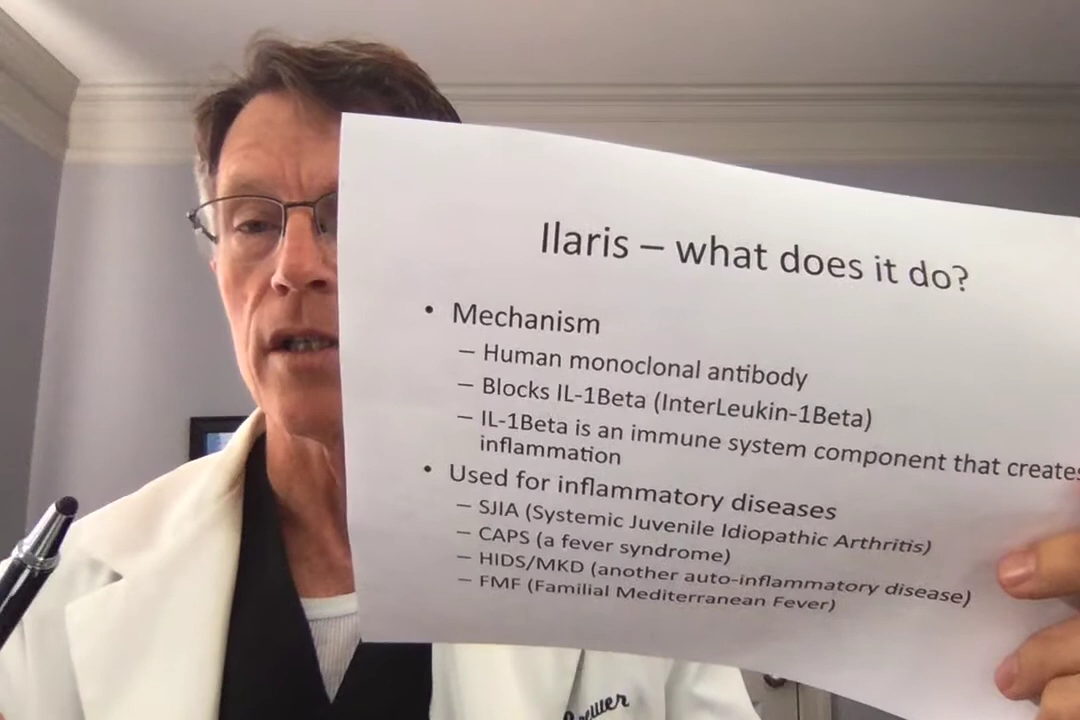 Ilaris – what does it do?
• Mechanism
– Human monoclonal antibody
– Blocks IL-1Beta (InterLeukin-1Beta)
– IL-1Beta is an immune system component that creates
inflammation
• Used for inflammatory diseases
– SJIA (Systemic Juvenile Idiopathic Arthritis)
– CAPS (a fever syndrome)
– HIDS/MKD (another auto-inflammatory disease)
– FMF (Familial Mediterranean Fever)